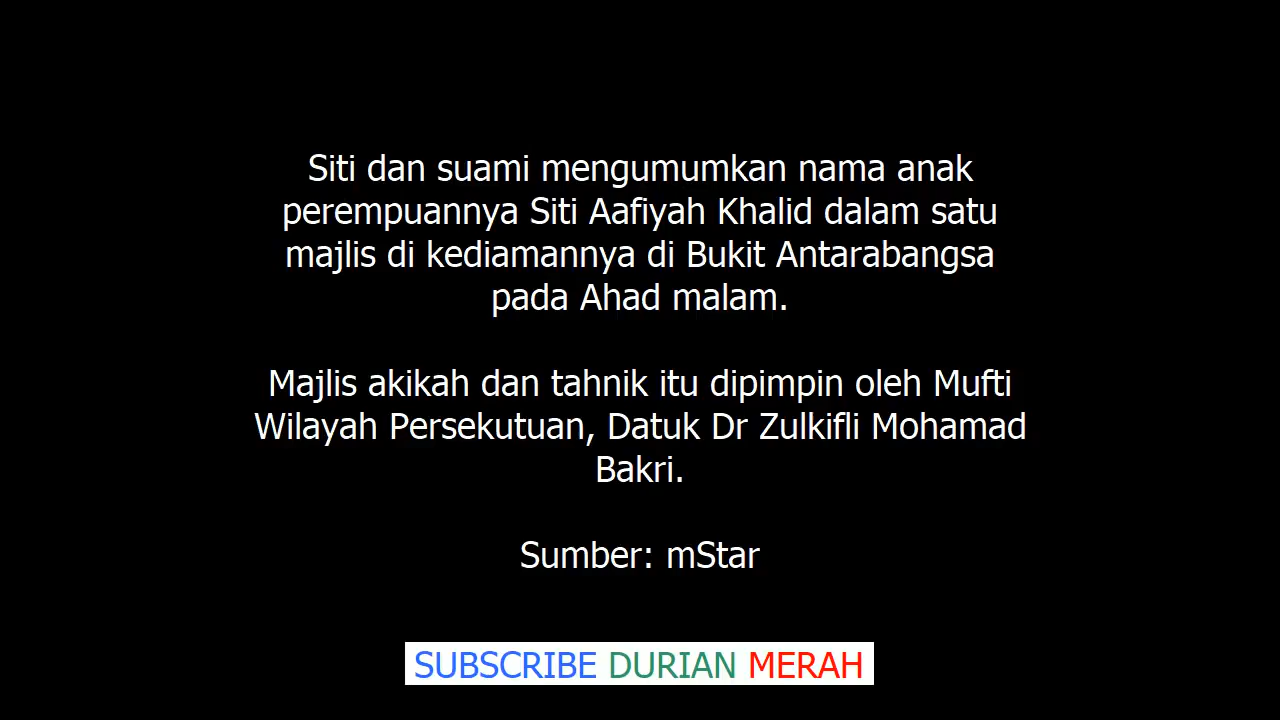 Siti dan suami mengumumkan nama anak
perempuannya Siti Aafiyah Khalid dalam satu
majlis di kediamannya di Bukit Antarabangsa
pada Ahad malam.
Majlis akikah dan tahnik itu dipimpin oleh Mufti
Wilayah Persekutuan, Datuk Dr Zulkifli Mohamad
Bakri.
Sumber: mStar
SUBSCRIBE DURIAN MERAH